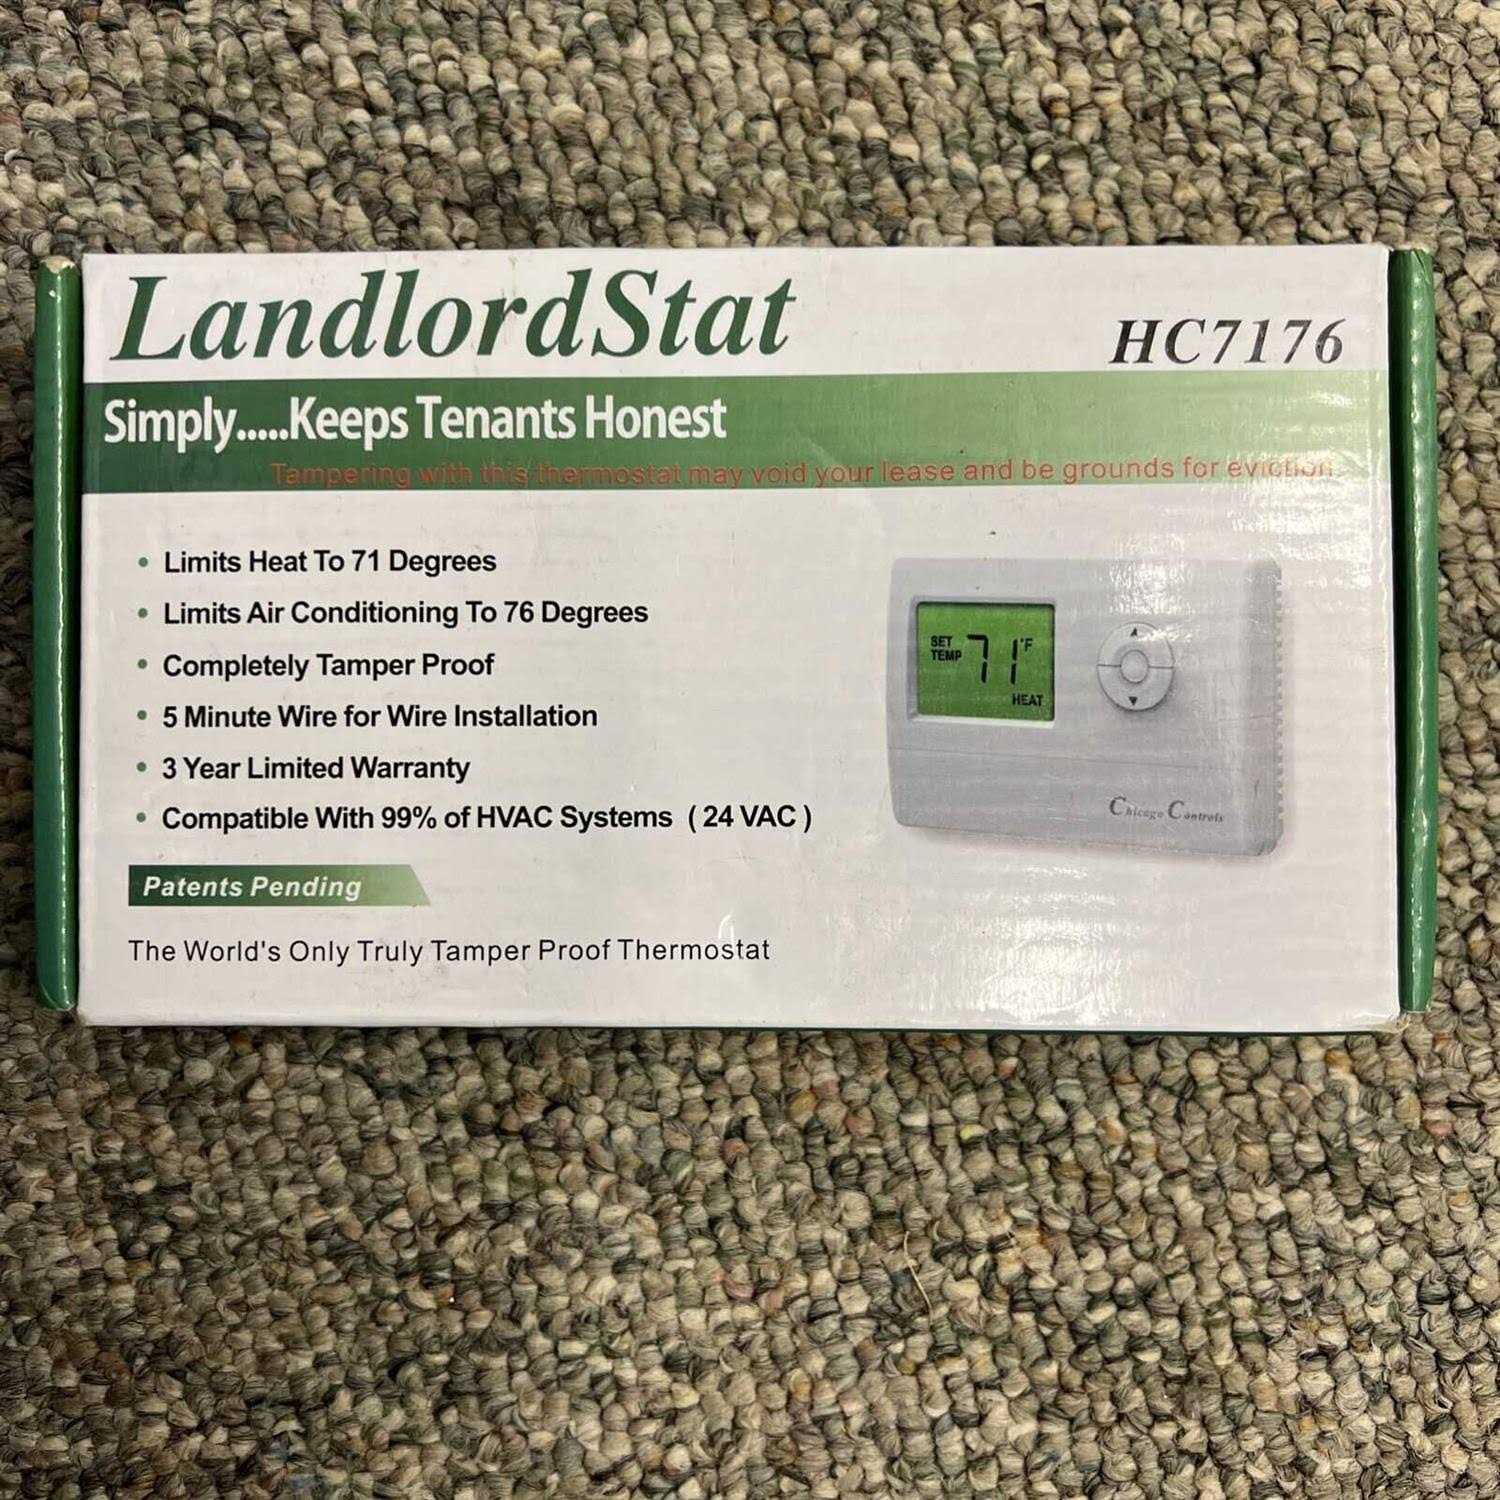 LandlordStat
HC7176
Simply.....Keeps Tenants Honest
Tampering with this thermostat may void your lease and be grounds for eviction
• Limits Heat To 71 Degrees
• Limits Air Conditioning To 76 Degrees
• Completely Tamper Proof
• 5 Minute Wire for Wire Installation
• 3 Year Limited Warranty
• Compatible With 99% of HVAC Systems ( 24 VAC )
Patents Pending
The World's Only Truly Tamper Proof Thermostat
SET
TEMP
71°F
HEAT
Chicago Controls